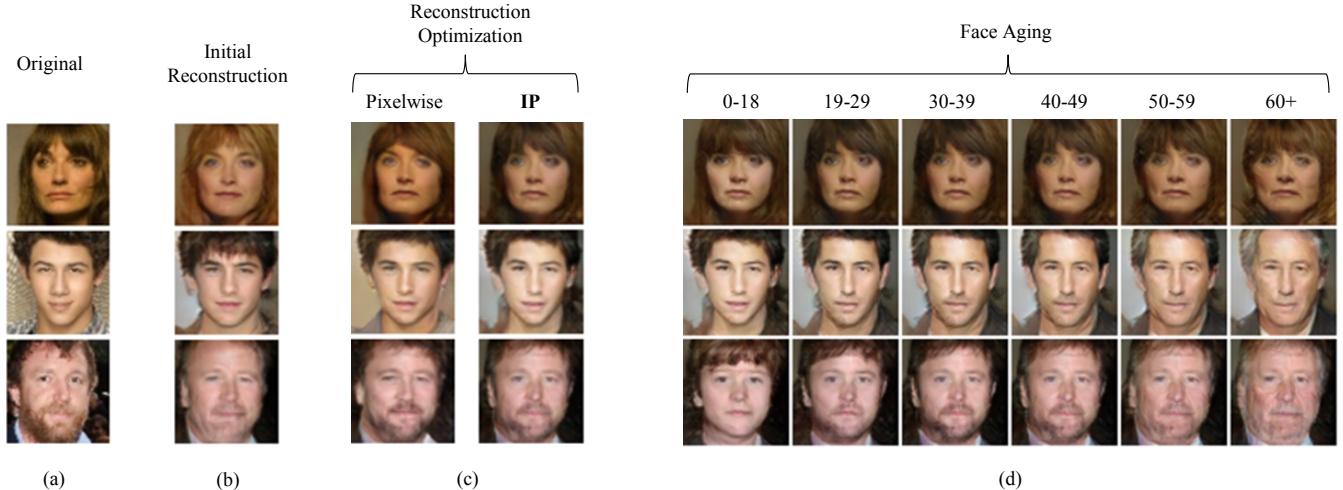 Original
Initial
Reconstruction
Reconstruction
Optimization
Pixelwise
IP
Face Aging
0-18
19-29
30-39
40-49
50-59
60+
(a)
(b)
(c)
(d)